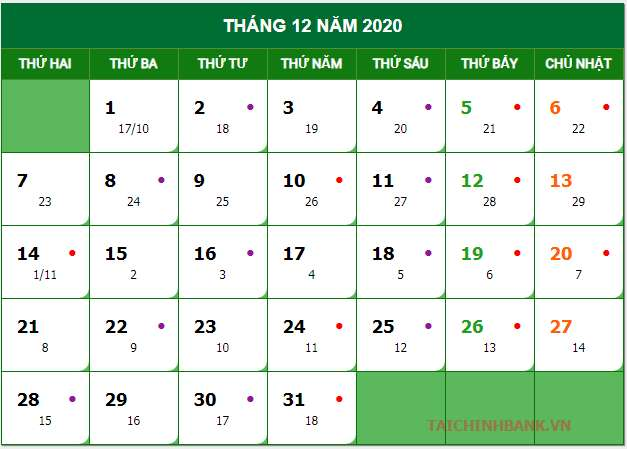 THÁNG 12 NĂM 2020
THỨ HAI THỨ BA THỨ TƯ THỨ NĂM THỨ SÁU THỨ BẢY CHỦ NHẬT
1 2 3 4 5 6
17/10 18 19 20 21 22
7 8 9 10 11 12 13
23 24 25 26 27 28 29
14 15 16 17 18 19 20
1/11 2 3 4 5 6 7
21 22 23 24 25 26 27
8 9 10 11 12 13 14
28 29 30 31
15 16 17 18
TAICHINHBANK.VN